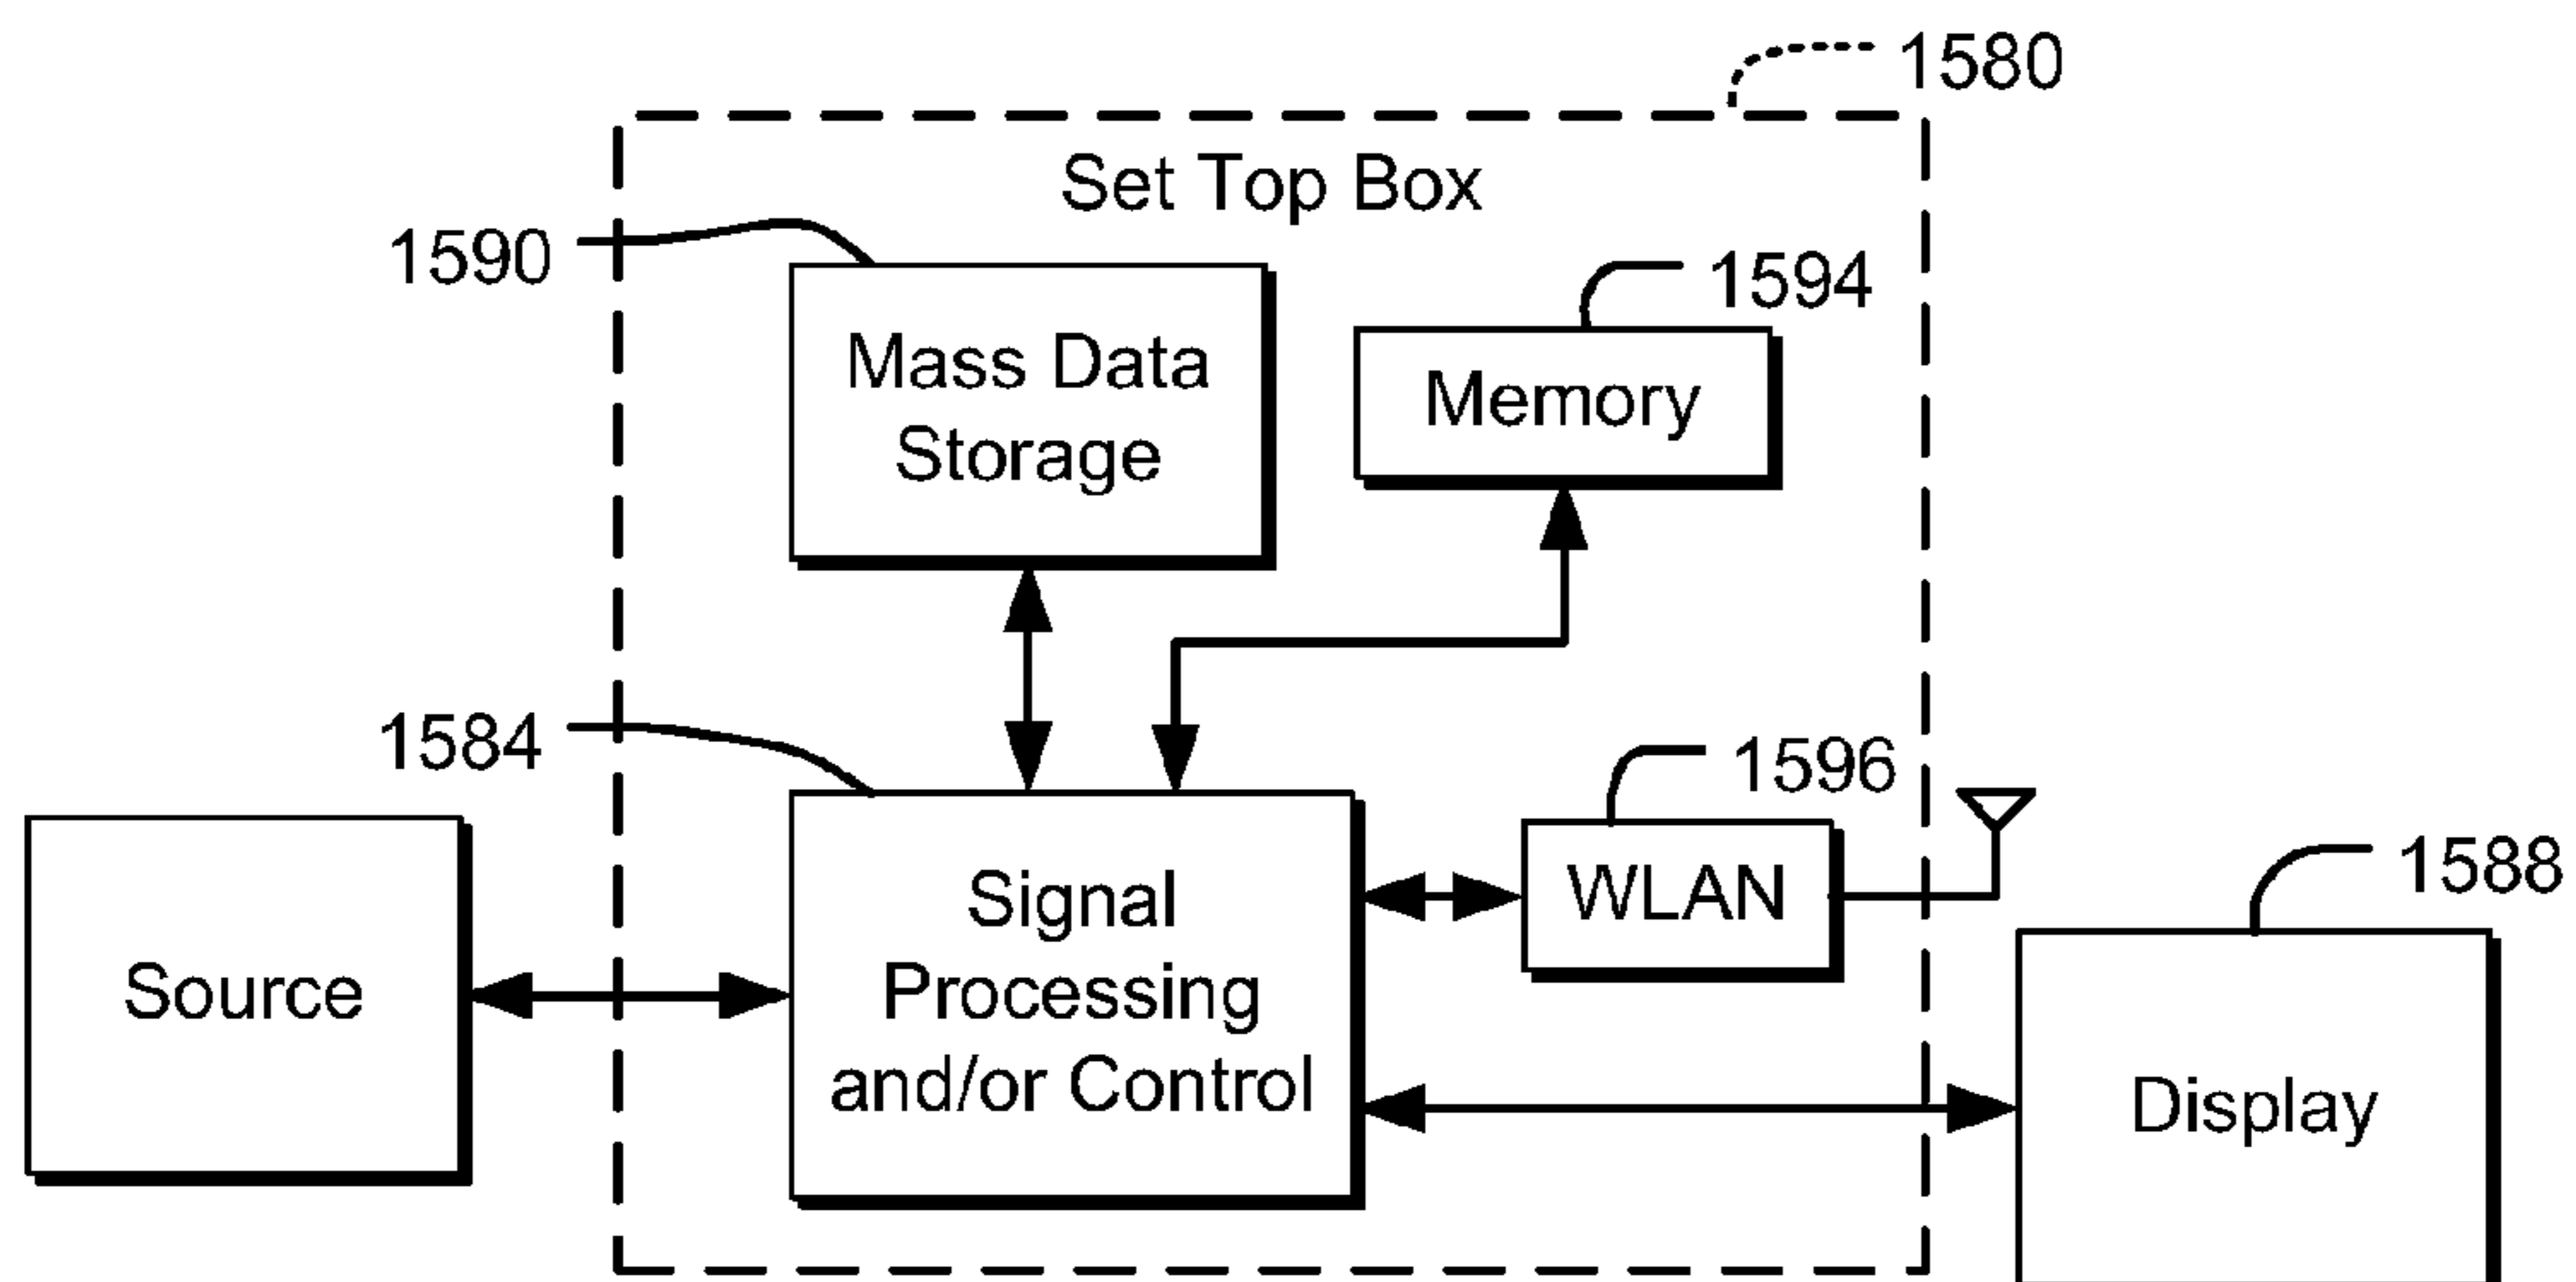 1580
Set Top Box
1590
1594
Mass Data
Storage
Memory
1584
1596
1588
Source
Signal
Processing
and/or Control
WLAN
Display